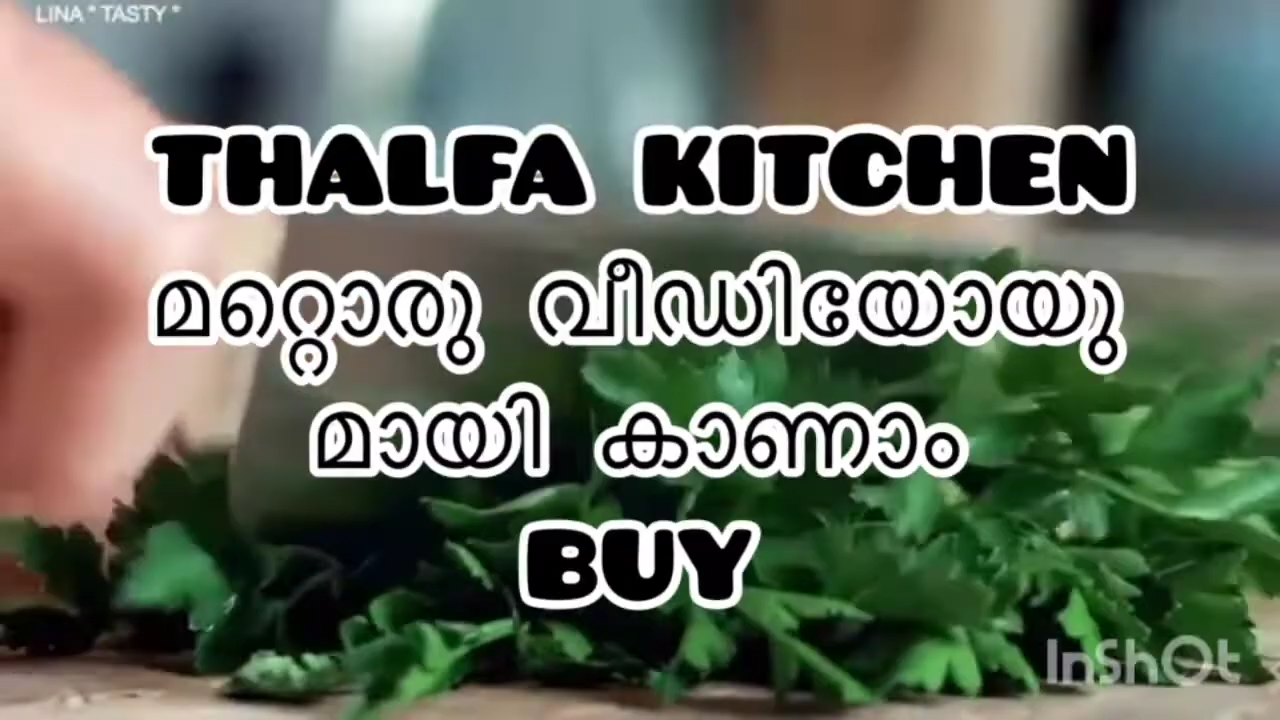 LINA * TASTY *
THALFA KITCHEN
മറ്റൊരു വീഡിയോയു
മായി കാണാം
BUY
InShOt